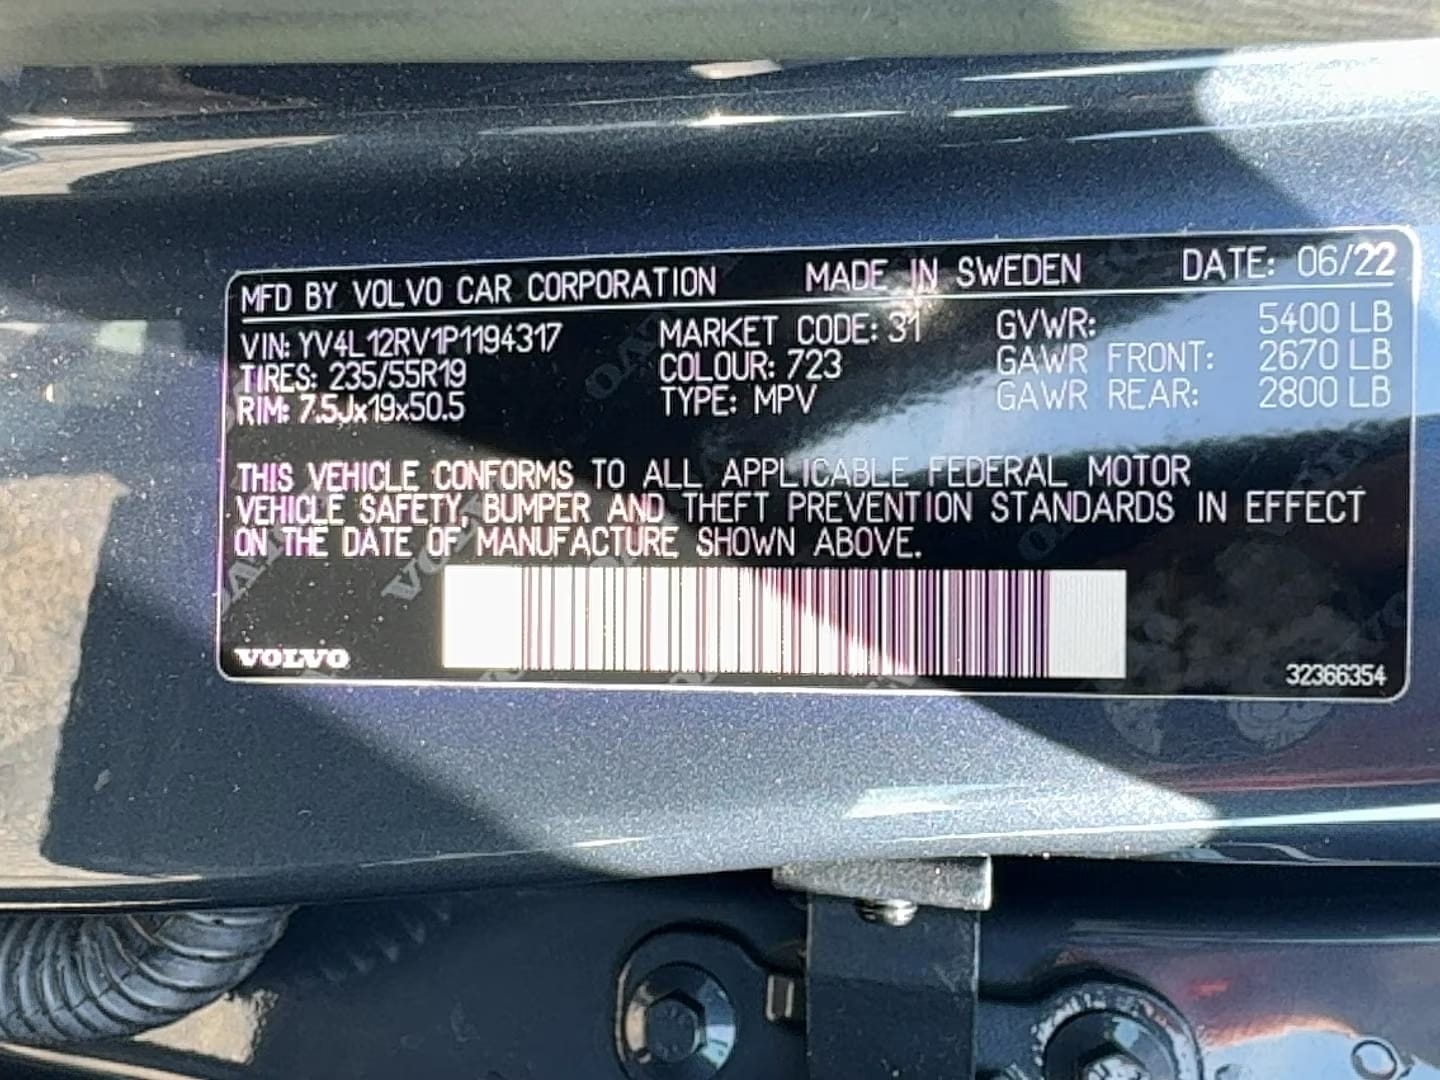 MFD BY VOLVO CAR CORPORATION MADE IN SWEDEN DATE: 06/22
VIN: YV4L12RV1P1194317 MARKET CODE: 31 GVWR: 5400 LB
TIRES: 235/55R19 COLOUR: 723 GAWR FRONT: 2670 LB
RIM: 7.5Jx19x50.5 TYPE: MPV GAWR REAR: 2800 LB
THIS VEHICLE CONFORMS TO ALL APPLICABLE FEDERAL MOTOR
VEHICLE SAFETY, BUMPER AND THEFT PREVENTION STANDARDS IN EFFECT
ON THE DATE OF MANUFACTURE SHOWN ABOVE.
VOLVO 32366354